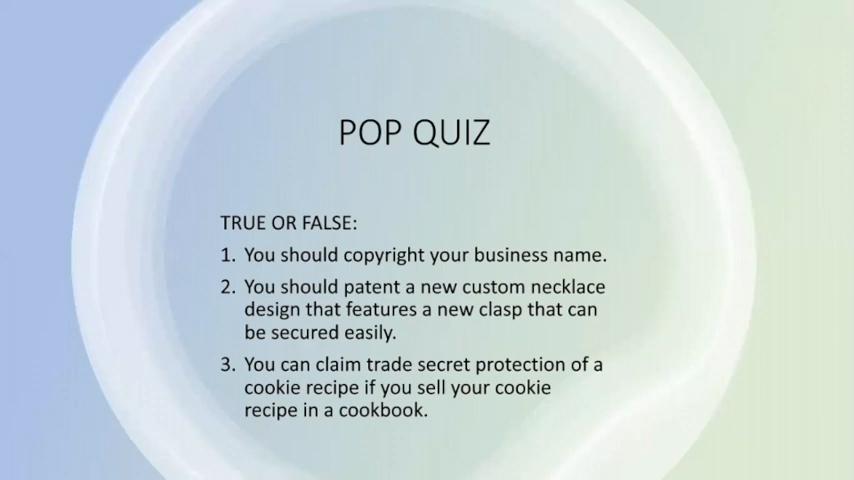 POP QUIZ
TRUE OR FALSE:
1. You should copyright your business name.
2. You should patent a new custom necklace
design that features a new clasp that can
be secured easily.
3. You can claim trade secret protection of a
cookie recipe if you sell your cookie
recipe in a cookbook.